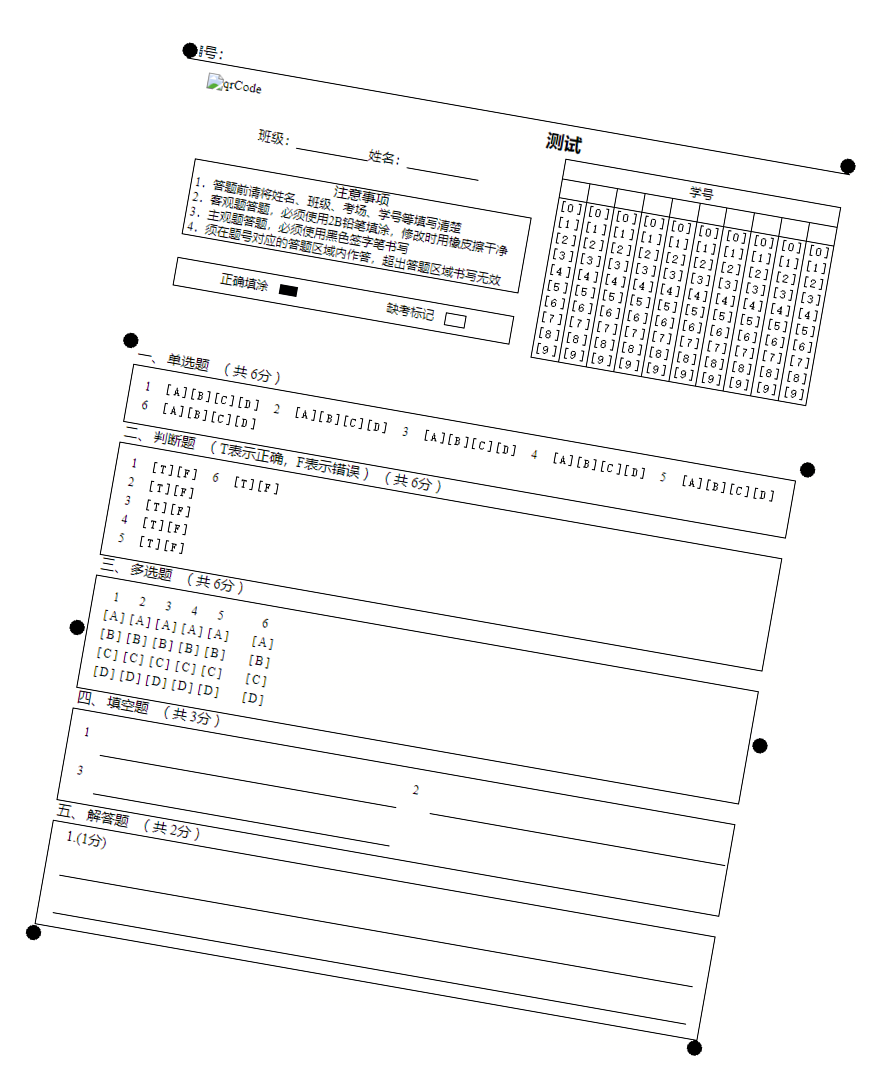 号：
qrCode
测试
班级：
姓名：
注意事项
1. 答题前请将姓名、班级、考场、学号等填写清楚
2. 客观题答题，必须使用2B铅笔填涂，修改时用橡皮擦干净
3. 主观题答题，必须使用黑色签字笔书写
4. 须在题号对应的答题区域内作答，超出答题区域书写无效
正确填涂
缺考标记
学号
[0] [0] [0] [0] [0] [0] [0] [0] [0] [0]
[1] [1] [1] [1] [1] [1] [1] [1] [1] [1]
[2] [2] [2] [2] [2] [2] [2] [2] [2] [2]
[3] [3] [3] [3] [3] [3] [3] [3] [3] [3]
[4] [4] [4] [4] [4] [4] [4] [4] [4] [4]
[5] [5] [5] [5] [5] [5] [5] [5] [5] [5]
[6] [6] [6] [6] [6] [6] [6] [6] [6] [6]
[7] [7] [7] [7] [7] [7] [7] [7] [7] [7]
[8] [8] [8] [8] [8] [8] [8] [8] [8] [8]
[9] [9] [9] [9] [9] [9] [9] [9] [9] [9]
一、 单选题 （ 共 6分 ）
1 [A][B][C][D] 2 [A][B][C][D] 3 [A][B][C][D] 4 [A][B][C][D] 5 [A][B][C][D]
6 [A][B][C][D]
二、 判断题 （ T表示正确，F表示错误 ）（ 共 6分 ）
1 [T][F] 6 [T][F]
2 [T][F]
3 [T][F]
4 [T][F]
5 [T][F]
三、 多选题 （ 共 6分 ）
1 2 3 4 5 6
[A] [A] [A] [A] [A] [A]
[B] [B] [B] [B] [B] [B]
[C] [C] [C] [C] [C] [C]
[D] [D] [D] [D] [D] [D]
四、 填空题 （ 共 3分 ）
1
2
3
五、 解答题 （ 共 2分 ）
1.(1分)